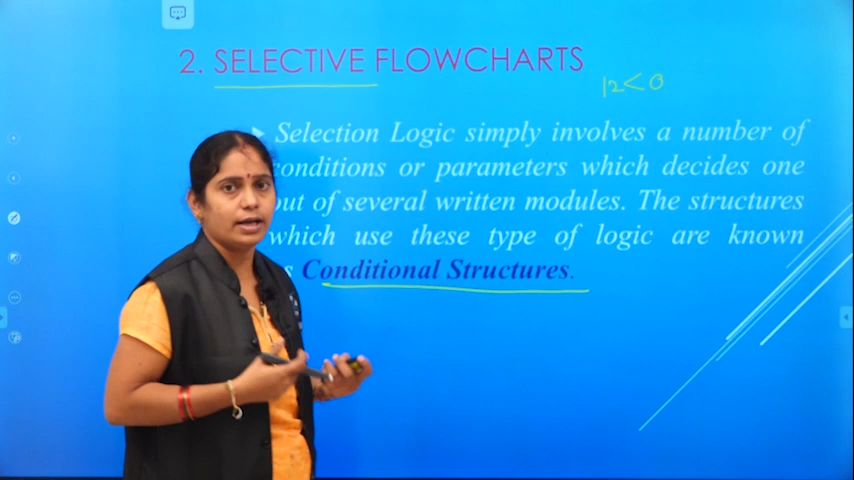 2. SELECTIVE FLOWCHARTS
12<0
Selection Logic simply involves a number of
conditions or parameters which decides one
out of several written modules. The structures
which use these type of logic are known
s Conditional Structures.